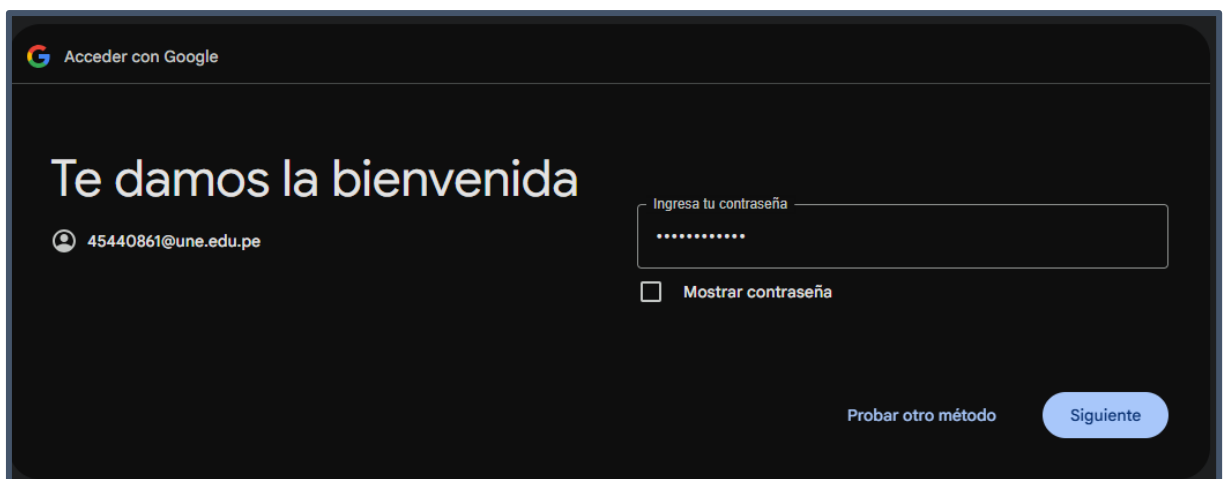 Acceder con Google
Te damos la bienvenida
45440861@une.edu.pe
Ingresa tu contraseña
••••••••••••
Mostrar contraseña
Probar otro método
Siguiente